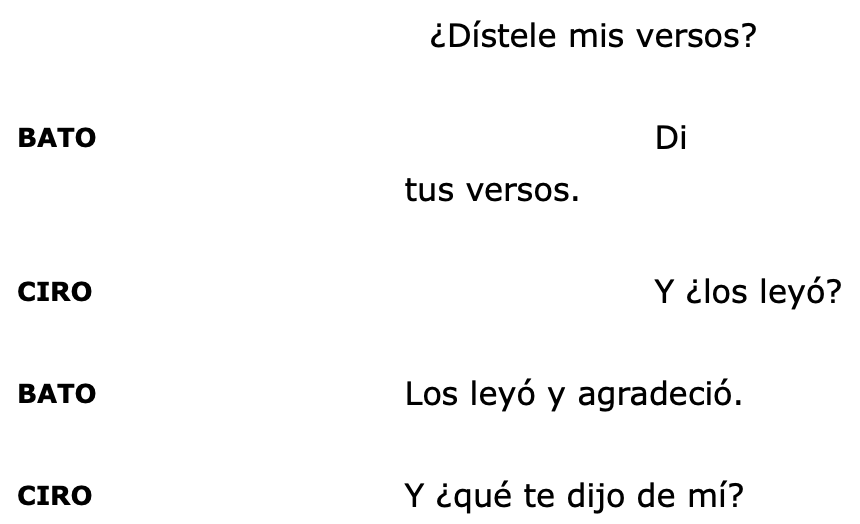 ¿Dístele mis versos?
BATO Di
tus versos.
CIRO Y ¿los leyó?
BATO Los leyó y agradeció.
CIRO Y ¿qué te dijo de mí?